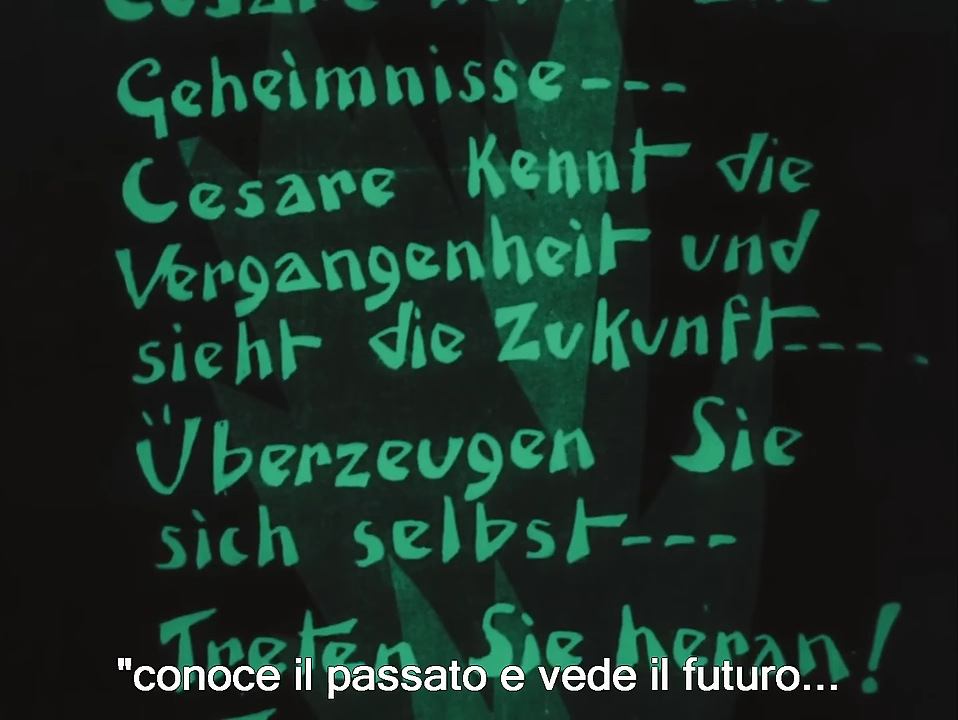 Cesare
Geheimnisse---
Cesare Kennt die
Vergangenheit und
sieht die Zukunft---.
Überzeugen Sie
sich selbst---
Treten Sie heran!
"conoce il passato e vede il futuro...